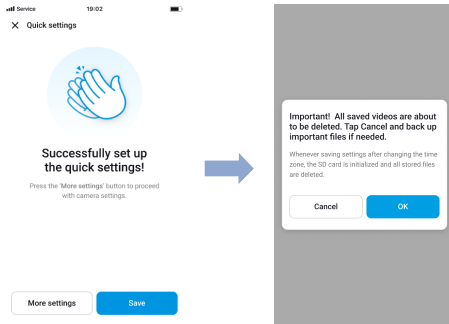 Service 19:02
Quick settings
Successfully set up
the quick settings!
Press the 'More settings' button to proceed
with camera settings.
More settings Save
Important! All saved videos are about
to be deleted. Tap Cancel and back up
important files if needed.
Whenever saving settings after changing the time
zone, the SD card is initialized and all stored files
are deleted.
Cancel OK